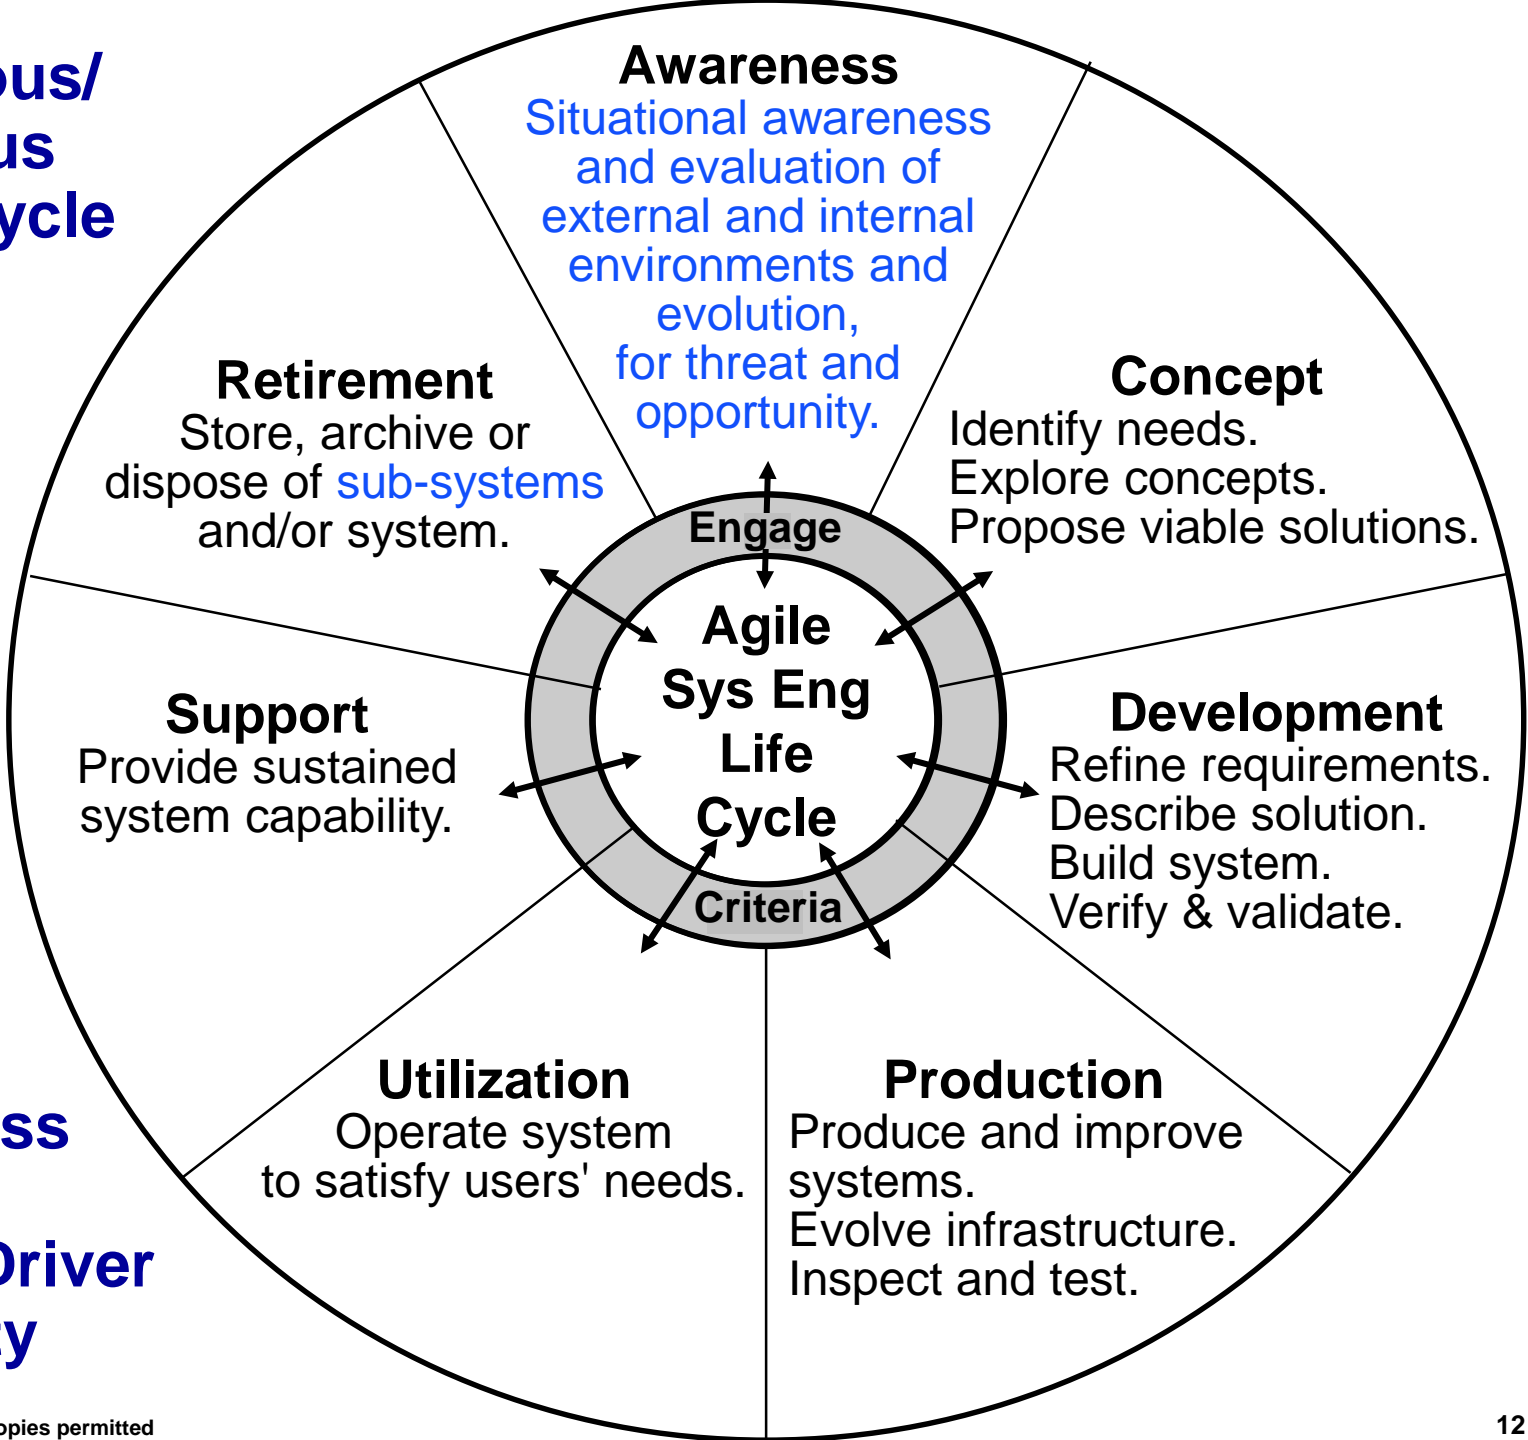 ous/
us
ycle
Awareness
Situational awareness
and evaluation of
external and internal
environments and
evolution,
for threat and
opportunity.
Retirement
Store, archive or
dispose of sub-systems
and/or system.
Concept
Identify needs.
Explore concepts.
Propose viable solutions.
Engage
Agile
Sys Eng
Life
Cycle
Criteria
Support
Provide sustained
system capability.
Development
Refine requirements.
Describe solution.
Build system.
Verify & validate.
Utilization
Operate system
to satisfy users' needs.
Production
Produce and improve
systems.
Evolve infrastructure.
Inspect and test.
ss
Driver
ty
opies permitted
12